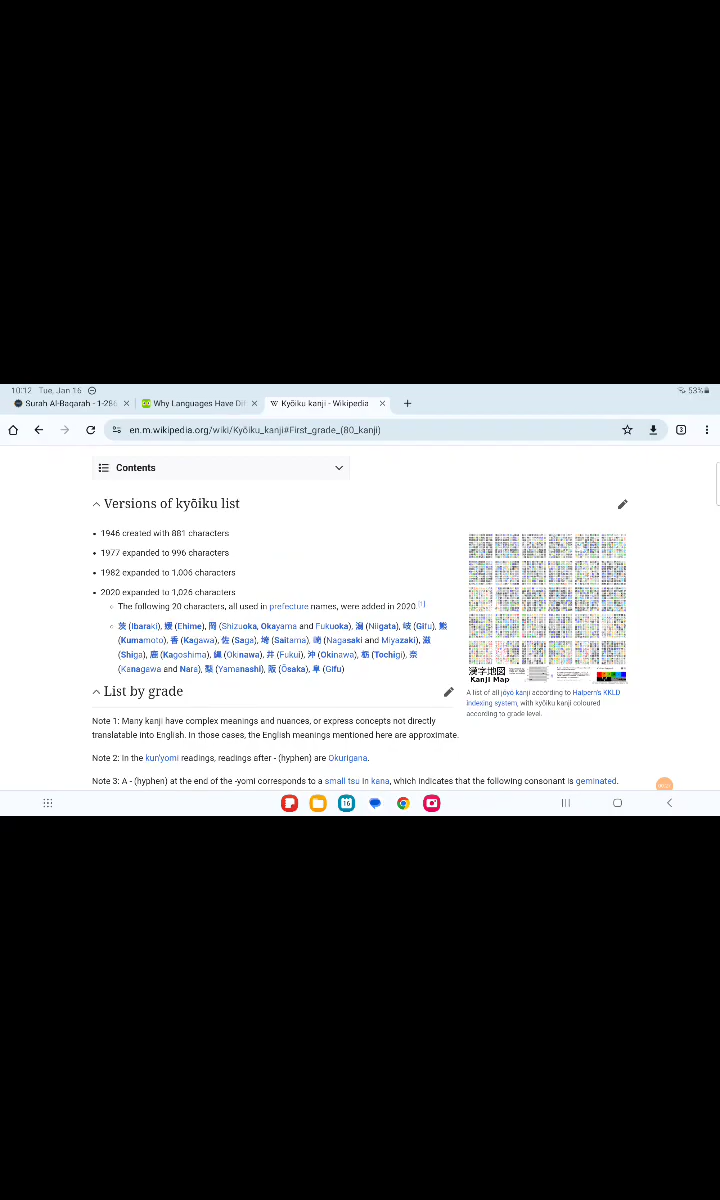 10:12 Tue, Jan 16
53%
Surah Al-Baqarah - 1-286
Why Languages Have Dif
Kyōiku kanji - Wikipedia
en.m.wikipedia.org/wiki/Kyōiku_kanji#First_grade_(80_kanji)
3
Contents
Versions of kyōiku list
1946 created with 881 characters
1977 expanded to 996 characters
1982 expanded to 1,006 characters
2020 expanded to 1,026 characters
The following 20 characters, all used in prefecture names, were added in 2020.[1]
茨 (Ibaraki), 媛 (Ehime), 岡 (Shizuoka, Okayama and Fukuoka), 潟 (Niigata), 岐 (Gifu), 熊
(Kumamoto), 香 (Kagawa), 佐 (Saga), 埼 (Saitama), 崎 (Nagasaki and Miyazaki), 滋
(Shiga), 鹿 (Kagoshima), 縄 (Okinawa), 井 (Fukui), 沖 (Okinawa), 栃 (Tochigi), 奈
(Kanagawa and Nara), 梨 (Yamanashi), 阪 (Ōsaka), 阜 (Gifu)
漢字地図
Kanji Map
A list of all jōyō kanji according to Halpern's KKLD
indexing system, with kyōiku kanji coloured
according to grade level.
List by grade
Note 1: Many kanji have complex meanings and nuances, or express concepts not directly
translatable into English. In those cases, the English meanings mentioned here are approximate.
Note 2: In the kun'yomi readings, readings after - (hyphen) are Okurigana.
Note 3: A - (hyphen) at the end of the -yomi corresponds to a small tsu in kana, which indicates that the following consonant is geminated.
16